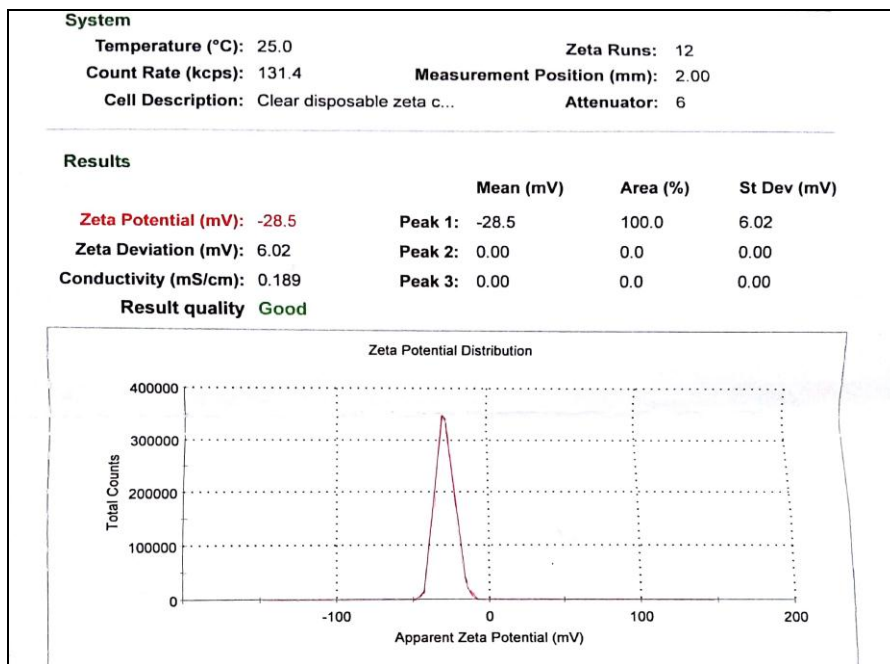 System
Temperature (°C): 25.0 Zeta Runs: 12
Count Rate (kcps): 131.4 Measurement Position (mm): 2.00
Cell Description: Clear disposable zeta c... Attenuator: 6
Results
Mean (mV) Area (%) St Dev (mV)
Zeta Potential (mV): -28.5 Peak 1: -28.5 100.0 6.02
Zeta Deviation (mV): 6.02 Peak 2: 0.00 0.0 0.00
Conductivity (mS/cm): 0.189 Peak 3: 0.00 0.0 0.00
Result quality Good
Zeta Potential Distribution
400000
300000
200000
100000
0
Total Counts
-100 0 100 200
Apparent Zeta Potential (mV)